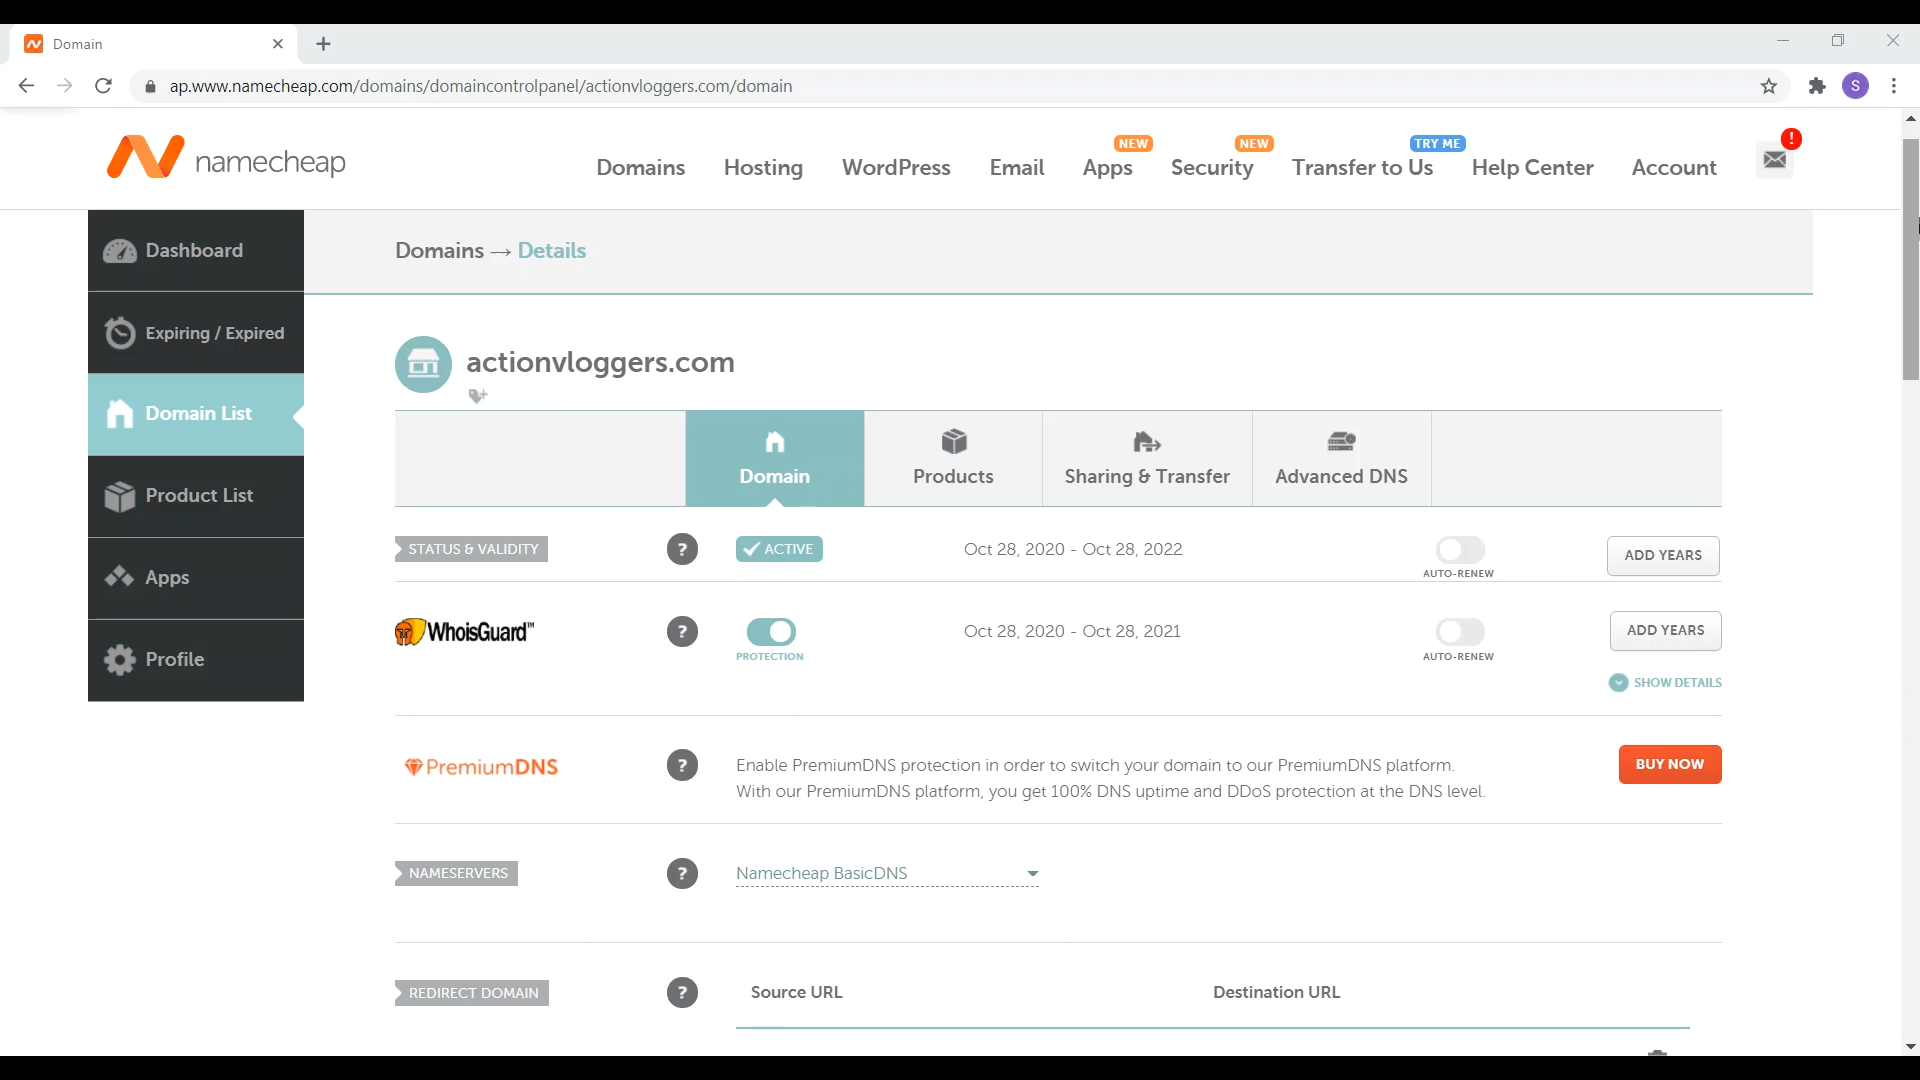 Domain
ap.www.namecheap.com/domains/domaincontrolpanel/actionvloggers.com/domain
S
namecheap
Domains
Hosting
WordPress
Email
NEW
Apps
NEW
Security
TRY ME
Transfer to Us
Help Center
Account
!
Dashboard
Expiring / Expired
Domain List
Product List
Apps
Profile
Domains → Details
actionvloggers.com
Domain
Products
Sharing & Transfer
Advanced DNS
STATUS & VALIDITY
?
ACTIVE
Oct 28, 2020 - Oct 28, 2022
AUTO-RENEW
ADD YEARS
WhoisGuard™
?
PROTECTION
Oct 28, 2020 - Oct 28, 2021
AUTO-RENEW
ADD YEARS
SHOW DETAILS
PremiumDNS
?
Enable PremiumDNS protection in order to switch your domain to our PremiumDNS platform.
With our PremiumDNS platform, you get 100% DNS uptime and DDoS protection at the DNS level.
BUY NOW
NAMESERVERS
?
Namecheap BasicDNS
REDIRECT DOMAIN
?
Source URL
Destination URL